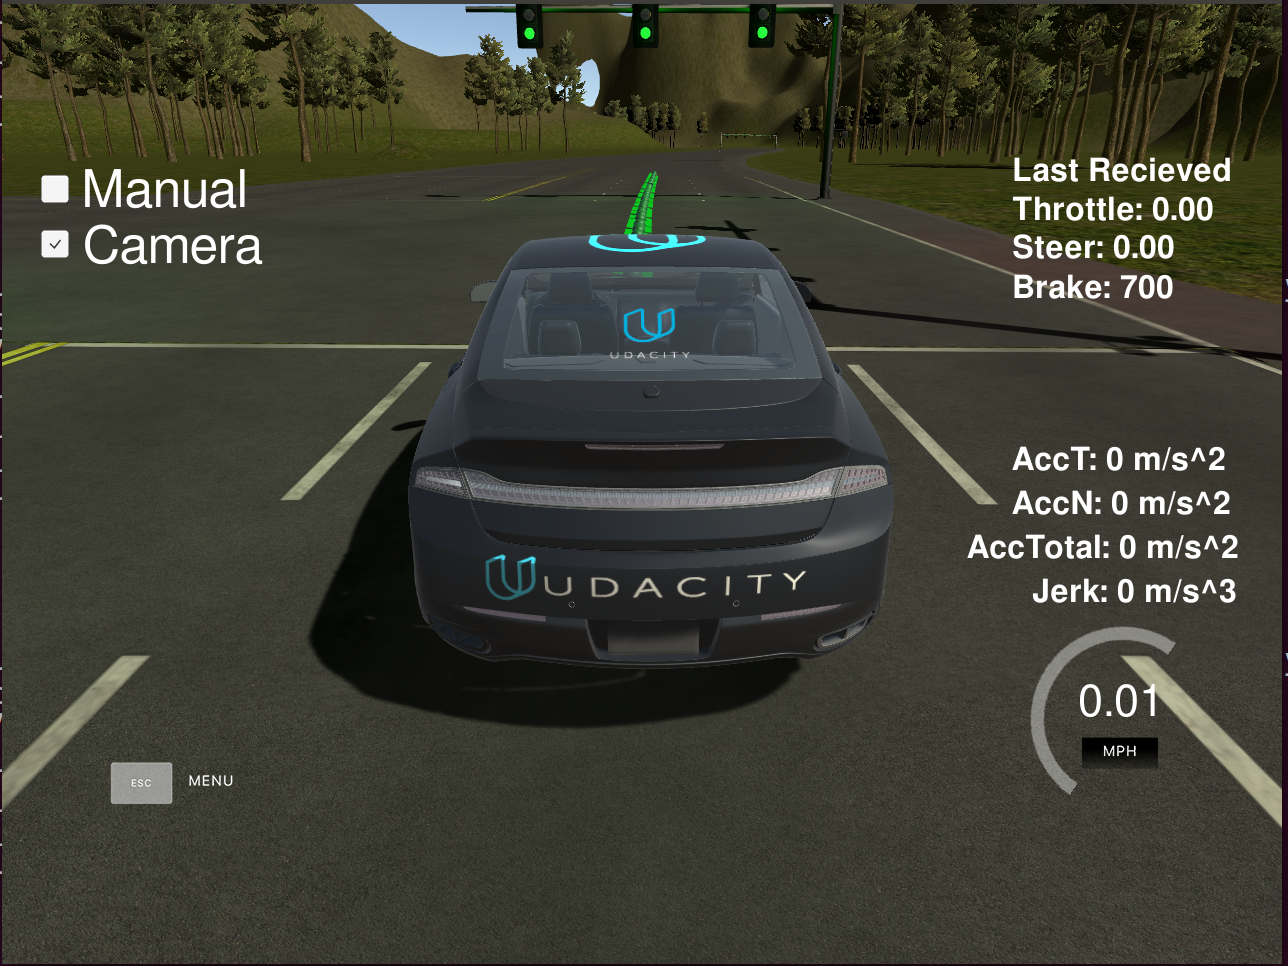 Manual
Camera
Last Recieved
Throttle: 0.00
Steer: 0.00
Brake: 700
UDACITY
AccT: 0 m/s^2
AccN: 0 m/s^2
AccTotal: 0 m/s^2
Jerk: 0 m/s^3
UDACITY
0.01
MPH
ESC MENU